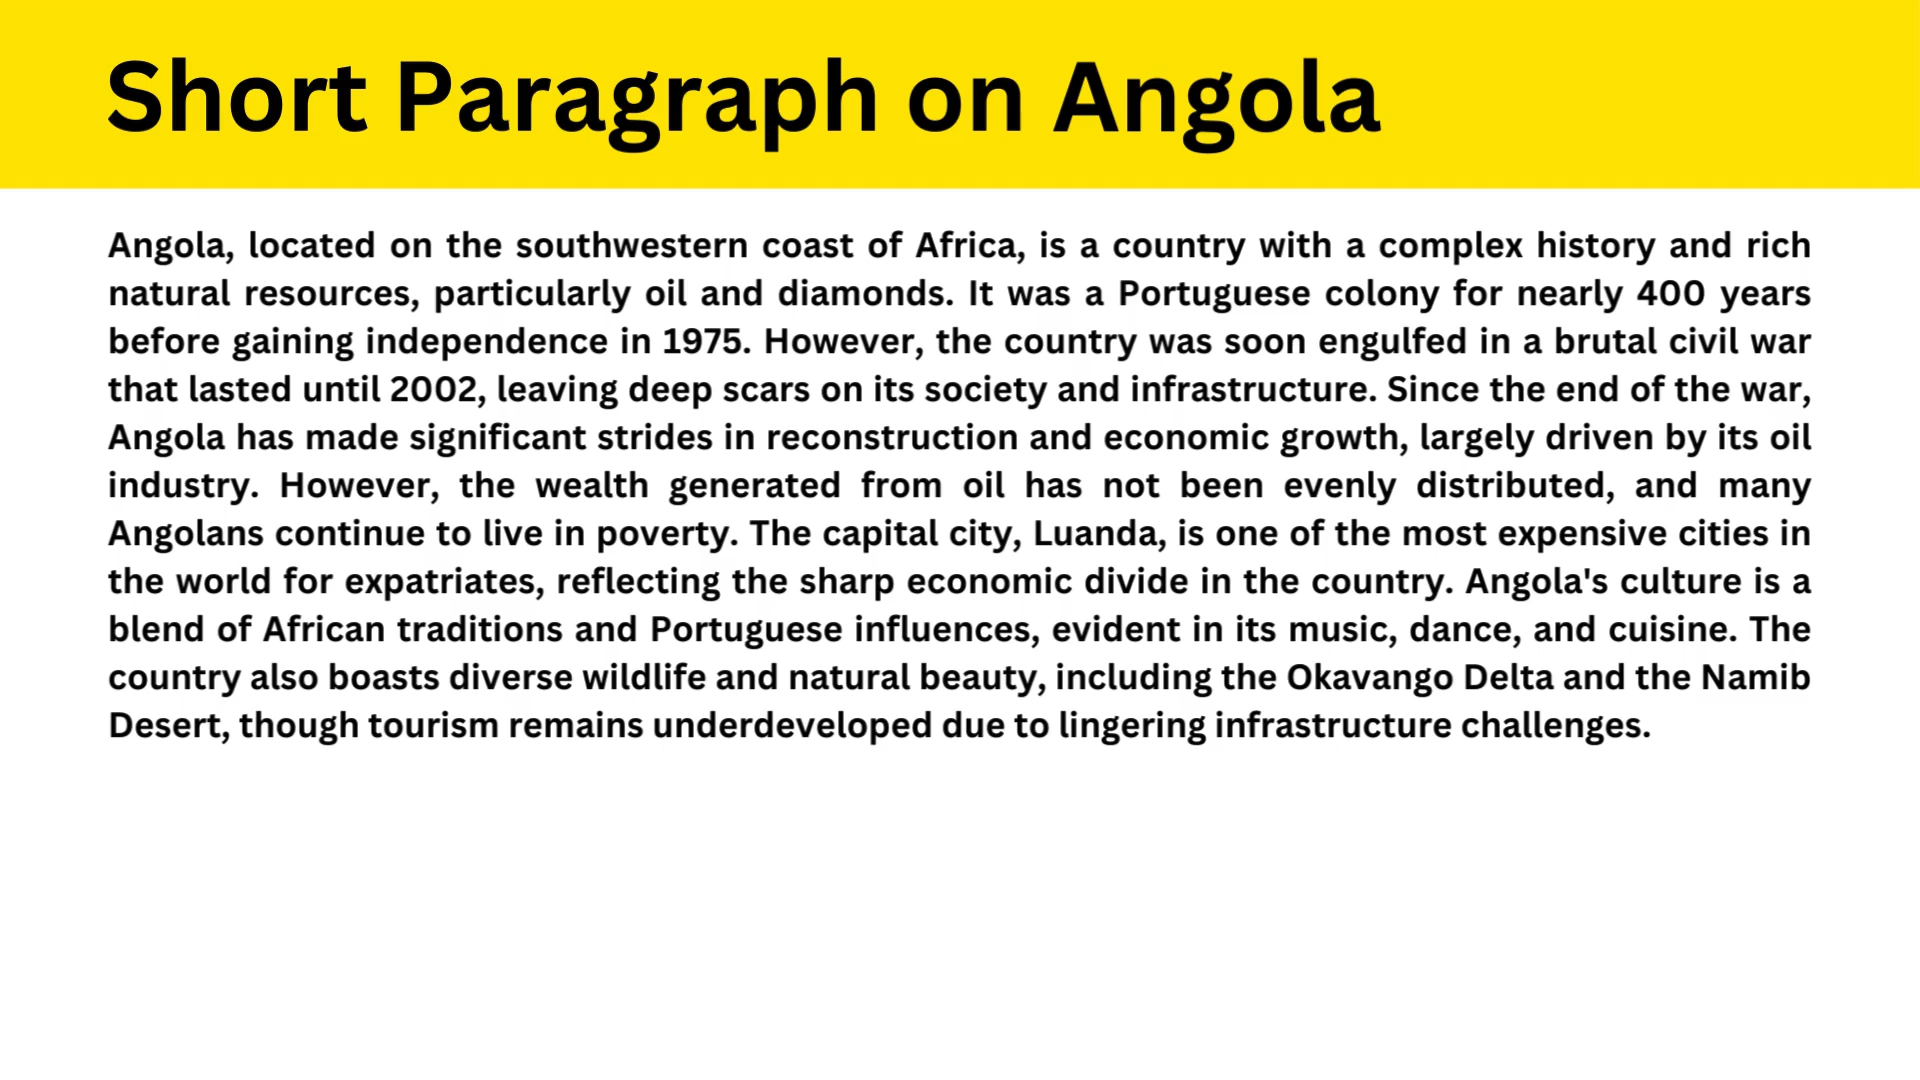 Short Paragraph on Angola
Angola, located on the southwestern coast of Africa, is a country with a complex history and rich
natural resources, particularly oil and diamonds. It was a Portuguese colony for nearly 400 years
before gaining independence in 1975. However, the country was soon engulfed in a brutal civil war
that lasted until 2002, leaving deep scars on its society and infrastructure. Since the end of the war,
Angola has made significant strides in reconstruction and economic growth, largely driven by its oil
industry. However, the wealth generated from oil has not been evenly distributed, and many
Angolans continue to live in poverty. The capital city, Luanda, is one of the most expensive cities in
the world for expatriates, reflecting the sharp economic divide in the country. Angola's culture is a
blend of African traditions and Portuguese influences, evident in its music, dance, and cuisine. The
country also boasts diverse wildlife and natural beauty, including the Okavango Delta and the Namib
Desert, though tourism remains underdeveloped due to lingering infrastructure challenges.